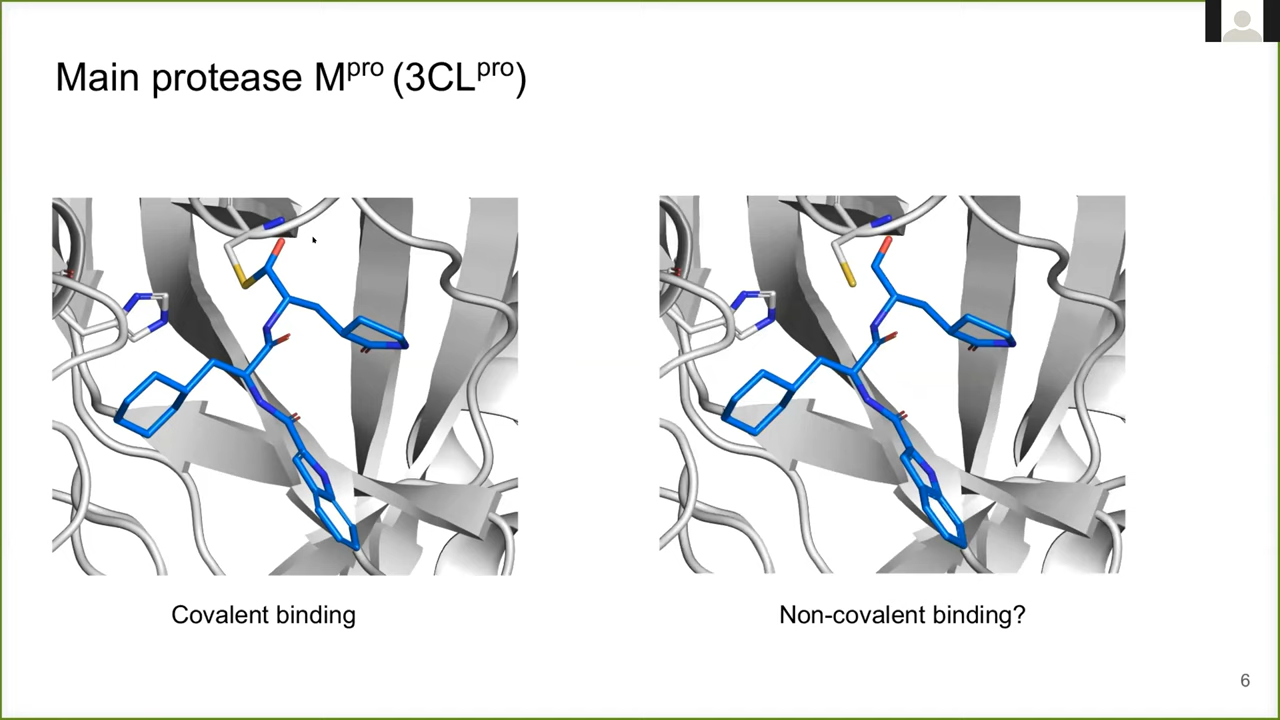 Main protease Mᵖʳᵒ (3CLᵖʳᵒ)
Covalent binding
Non-covalent binding?
6